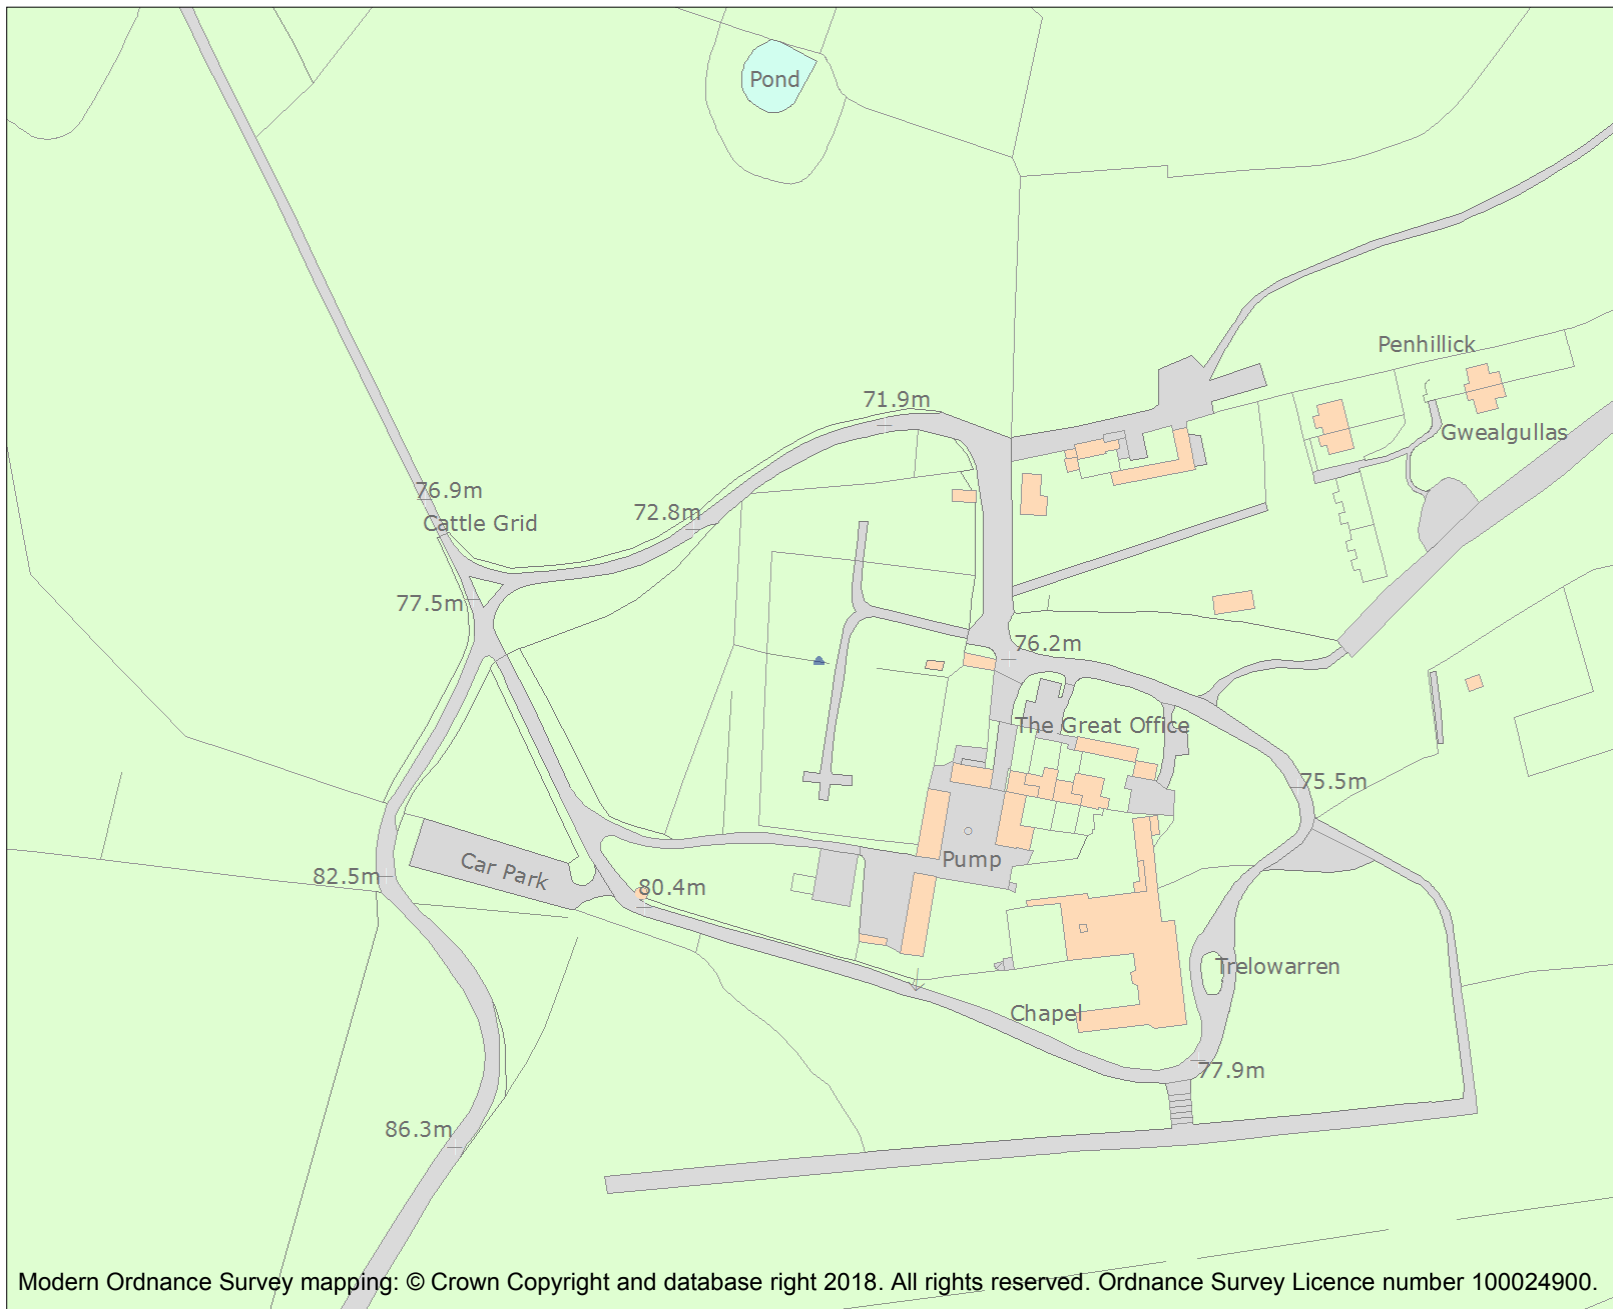 Pond
Penhillick
71.9m
Gwealgullas
76.9m
72.8m
Cattle Grid
77.5m
76.2m
The Great Office
75.5m
Pump
Car Park
82.5m
80.4m
Trelowarren
Chapel
77.9m
86.3m
Modern Ordnance Survey mapping: © Crown Copyright and database right 2018. All rights reserved. Ordnance Survey Licence number 100024900.